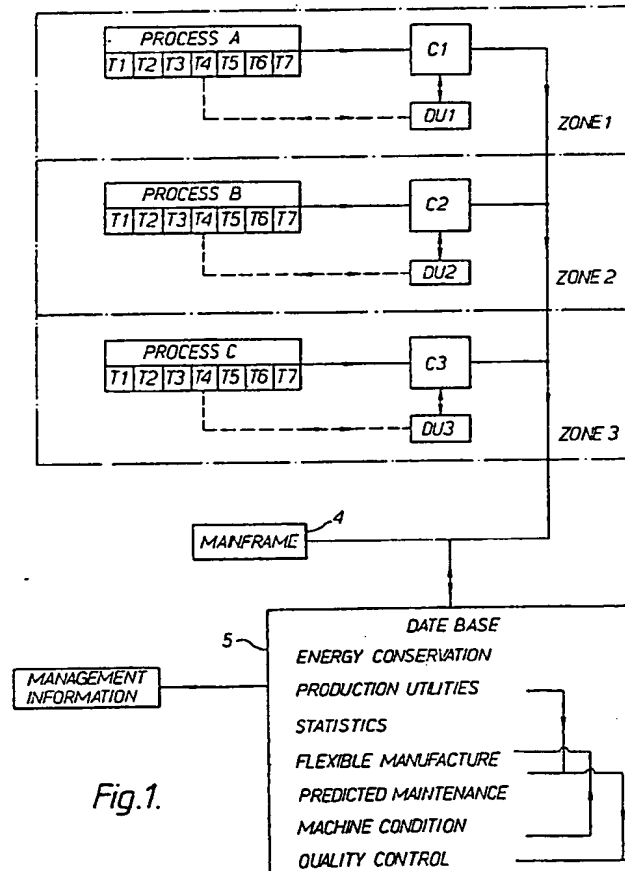 PROCESS A
T1 T2 T3 T4 T5 T6 T7
C1
DU1
ZONE 1
PROCESS B
T1 T2 T3 T4 T5 T6 T7
C2
DU2
ZONE 2
PROCESS C
T1 T2 T3 T4 T5 T6 T7
C3
DU3
ZONE 3
4
MAINFRAME
5
DATE BASE
ENERGY CONSERVATION
MANAGEMENT
INFORMATION
PRODUCTION UTILITIES
STATISTICS
FLEXIBLE MANUFACTURE
PREDICTED MAINTENANCE
MACHINE CONDITION
QUALITY CONTROL
Fig.1.